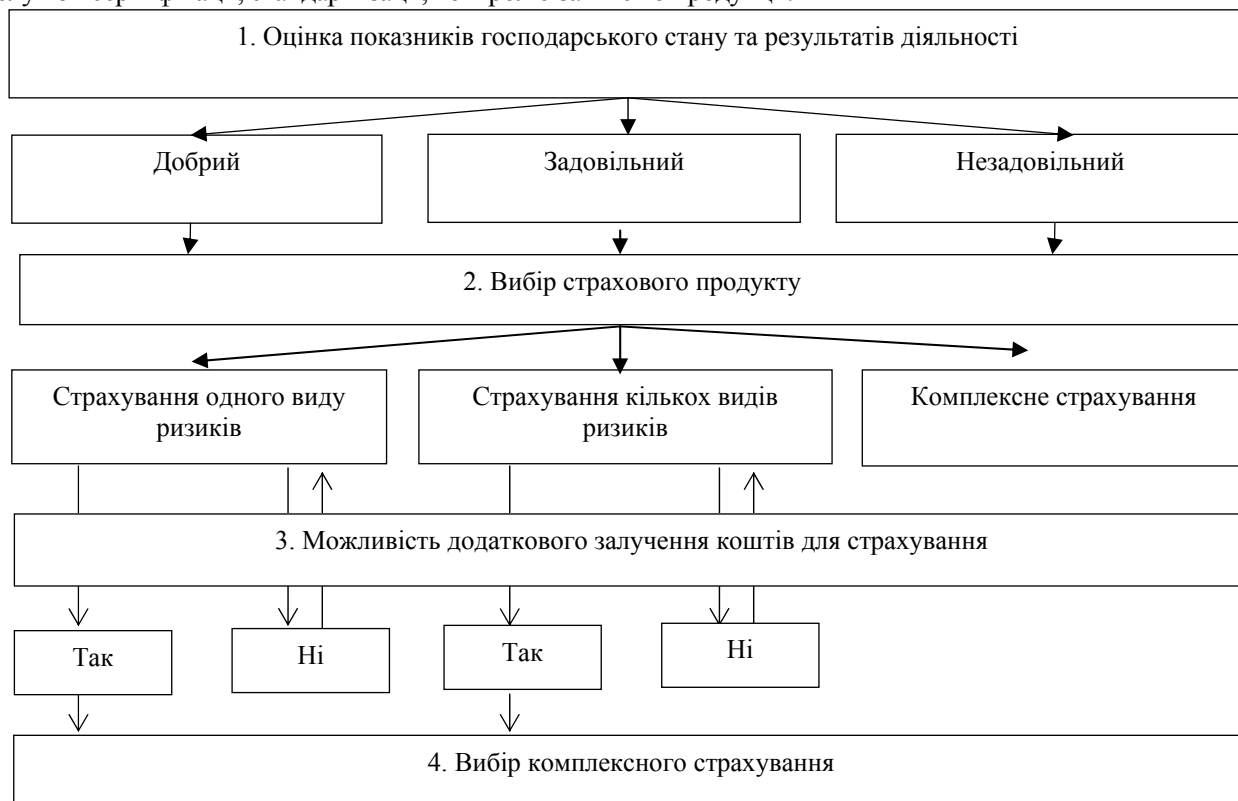 1. Оцінка показників господарського стану та результатів діяльності
Добрий
Задовільний
Незадовільний
2. Вибір страхового продукту
Страхування одного виду
ризиків
Страхування кількох видів
ризиків
Комплексне страхування
3. Можливість додаткового залучення коштів для страхування
Так
Ні
Так
Ні
4. Вибір комплексного страхування